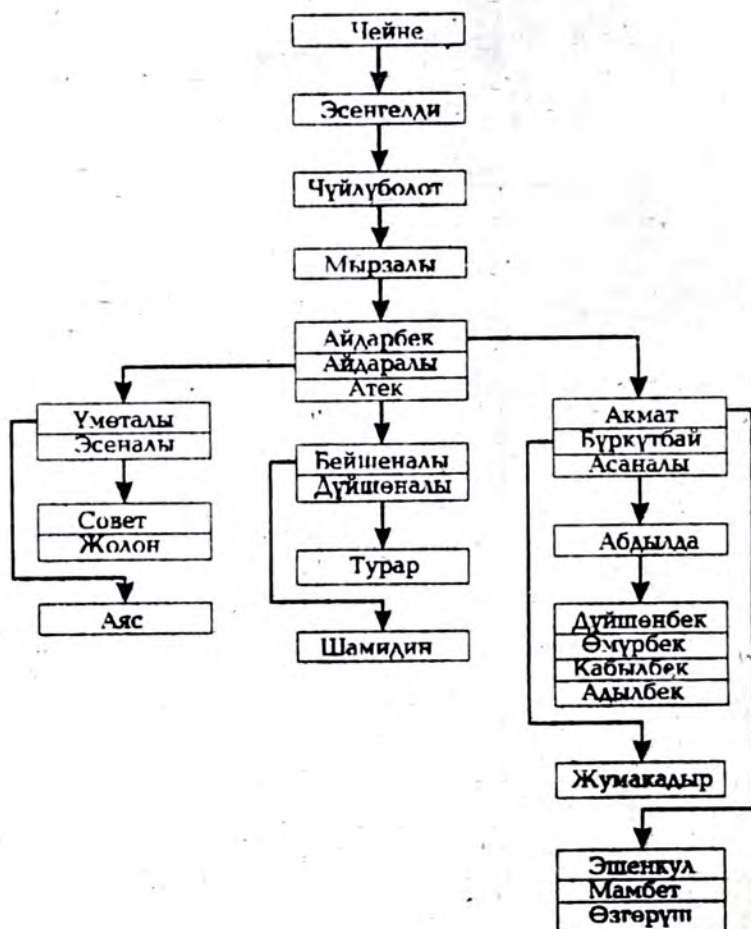 Чейне
Эсенгелди
Чүйлүболот
Мырзалы
Айдарбек
Айдаралы
Атек
Үмөталы
Эсеналы
Совет
Жолон
Аяс
Бейшеналы
Дүйшөналы
Турар
Шамидин
Акмат
Бүркүтбай
Асаналы
Абдылда
Дүйшөнбек
Өмүрбек
Кабылбек
Адылбек
Жумакадыр
Эшенкул
Мамбет
Өзгөрүш